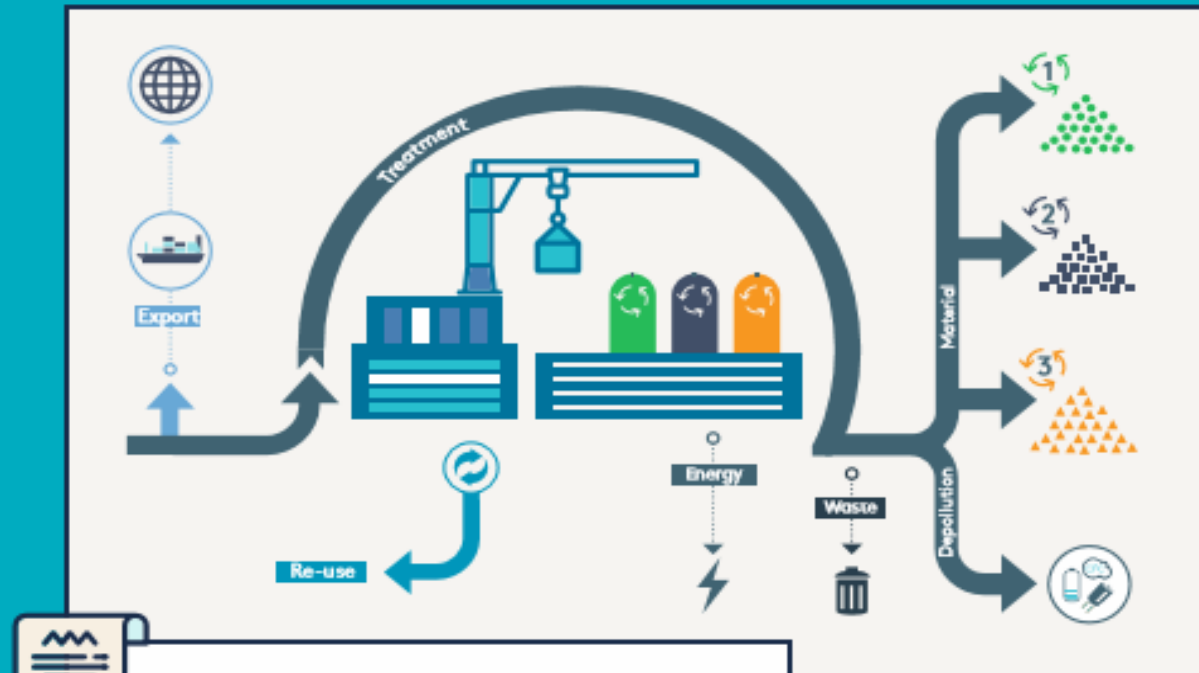 Treatment
1
2
Export
Material
3
Energy
Waste
Depollution
Re-use